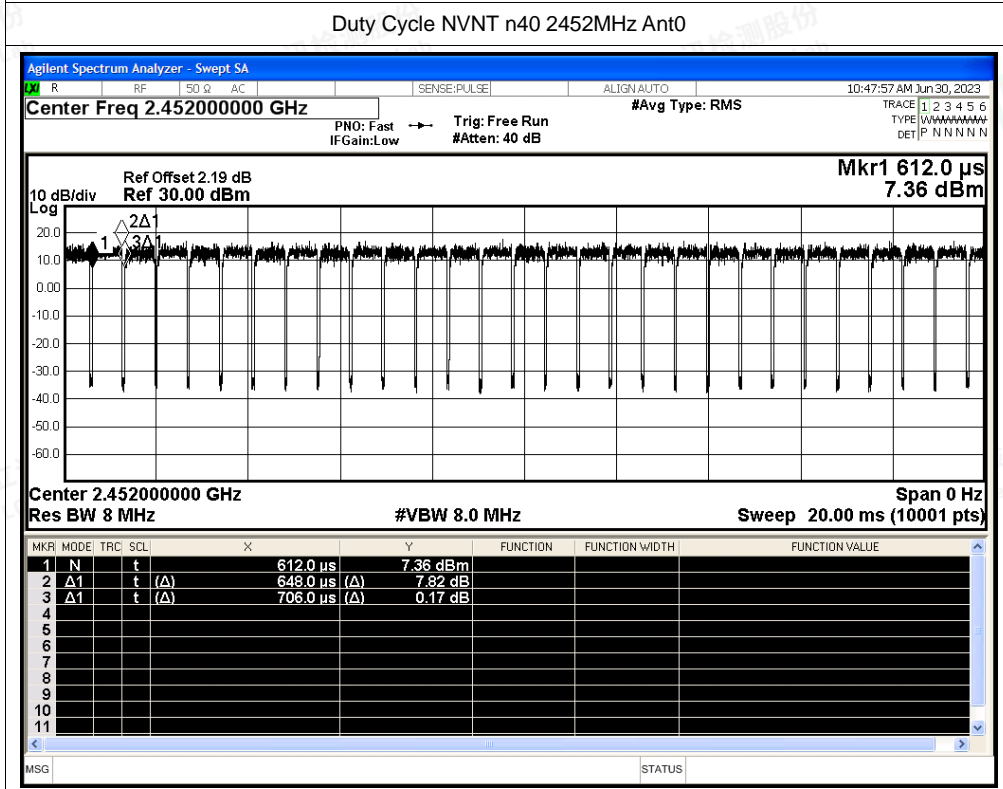 Duty Cycle NVNT n40 2452MHz Ant0
Agilent Spectrum Analyzer - Swept SA
LXI R RF 50 Ω AC SENSE:PULSE ALIGN AUTO 10:47:57 AM Jun 30, 2023
Center Freq 2.452000000 GHz #Avg Type: RMS TRACE 1 2 3 4 5 6
PNO: Fast Trig: Free Run TYPE WWWWWW
IFGain:Low #Atten: 40 dB DET P N N N N N
Mkr1 612.0 µs
Ref Offset 2.19 dB
10 dB/div Ref 30.00 dBm 7.36 dBm
Log
2Δ1
20.0
1 3Δ1
10.0
0.00
-10.0
-20.0
-30.0
-40.0
-50.0
-60.0
Center 2.452000000 GHz Span 0 Hz
Res BW 8 MHz #VBW 8.0 MHz Sweep 20.00 ms (10001 pts)
MKR MODE TRC SCL X Y FUNCTION FUNCTION WIDTH FUNCTION VALUE
1 N t 612.0 µs 7.36 dBm
2 Δ1 t (Δ) 648.0 µs (Δ) 7.82 dB
3 Δ1 t (Δ) 706.0 µs (Δ) 0.17 dB
4
5
6
7
8
9
10
11
MSG STATUS